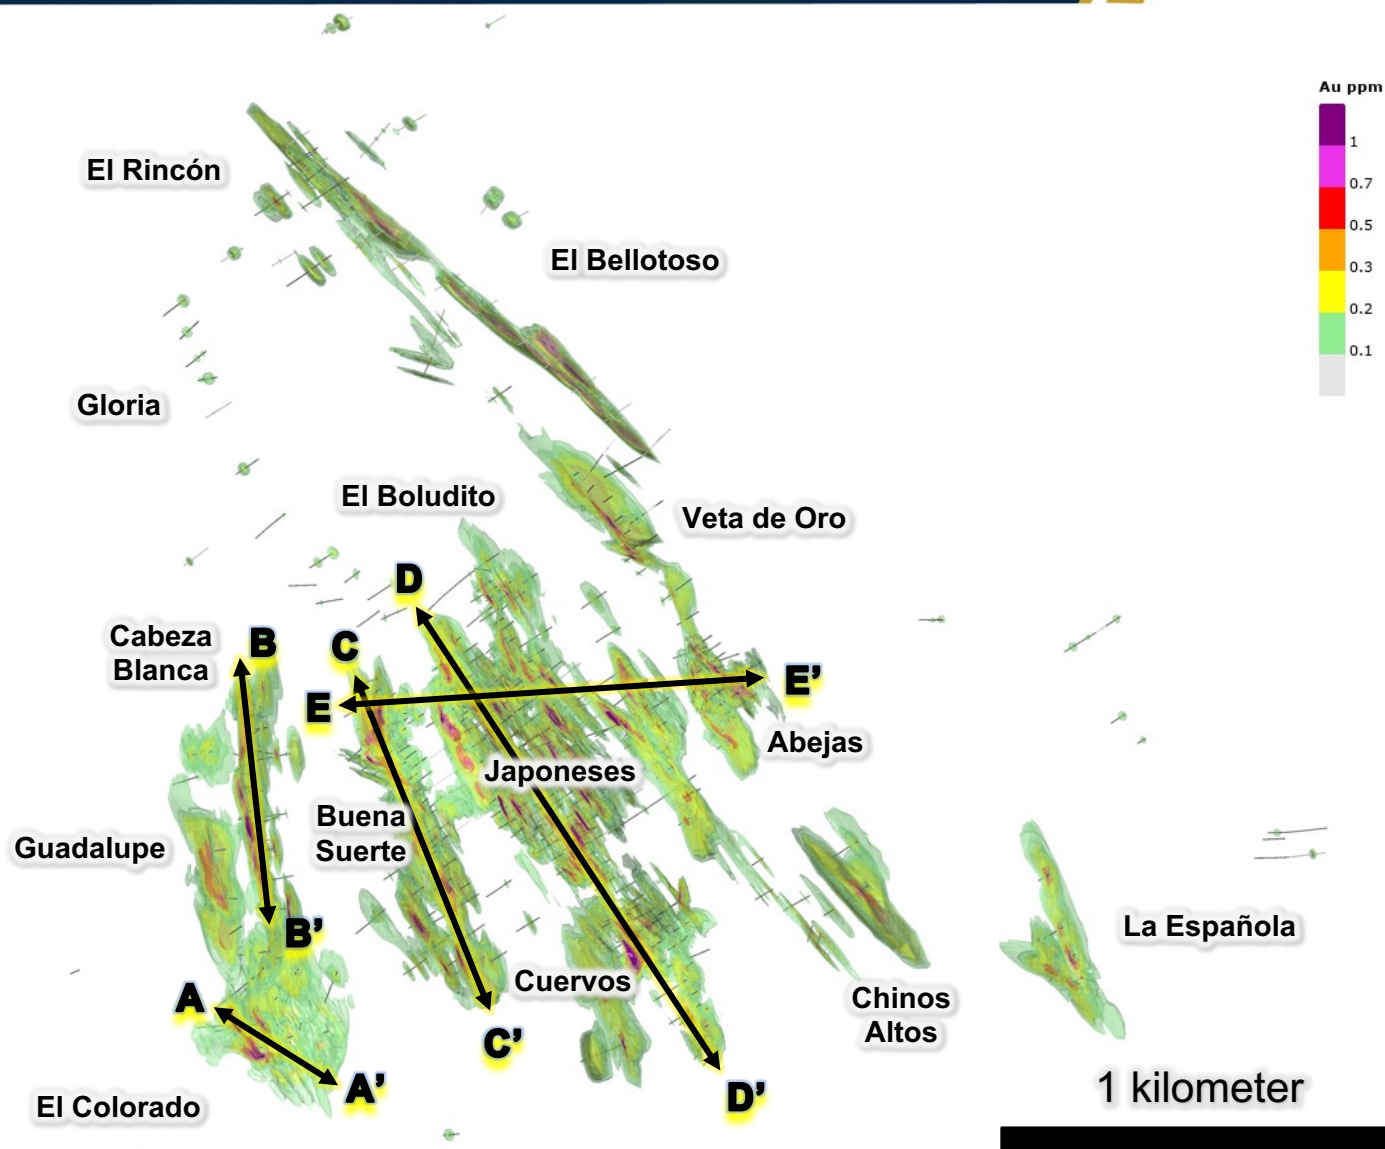 Au ppm
1
0.7
0.5
0.3
0.2
0.1
El Rincón
El Bellotoso
Gloria
El Boludito
Veta de Oro
D
Cabeza
Blanca
B
C
E
E’
Abejas
Japoneses
Buena
Suerte
Guadalupe
B’
La Española
Cuervos
A
Chinos
Altos
C’
A’
D’
El Colorado
1 kilometer